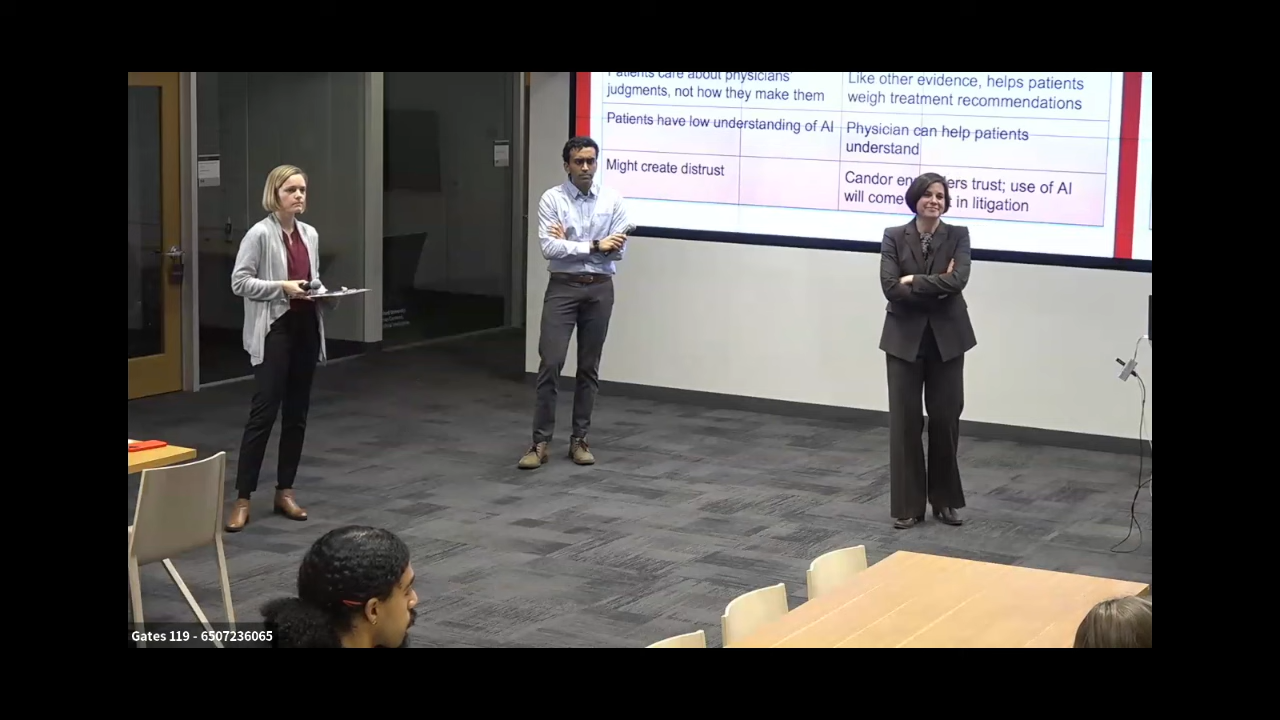 Patients care about physicians'
judgments, not how they make them
Like other evidence, helps patients
weigh treatment recommendations
Patients have low understanding of AI
Physician can help patients
understand
Might create distrust
Candor trust; use of AI
will come in litigation
Gates 119 - 6507236065